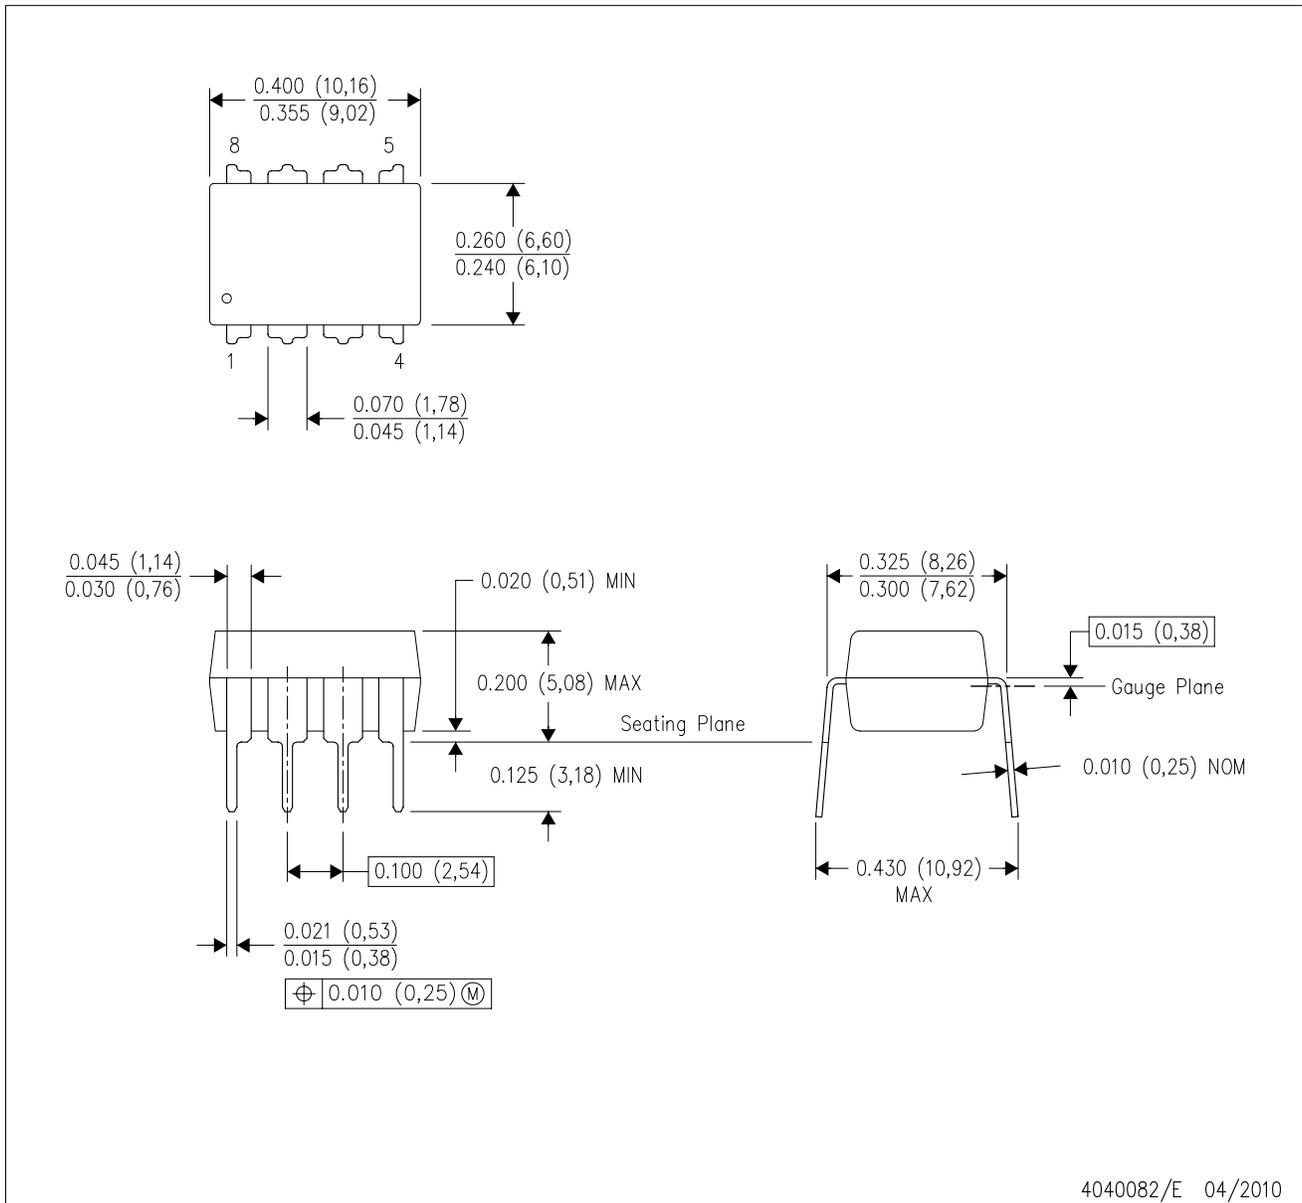 0.400 (10,16)
0.355 (9,02)
8
5
0.260 (6,60)
0.240 (6,10)
1
4
0.070 (1,78)
0.045 (1,14)
0.045 (1,14)
0.030 (0,76)
0.020 (0,51) MIN
0.325 (8,26)
0.300 (7,62)
0.015 (0,38)
0.200 (5,08) MAX
Gauge Plane
Seating Plane
0.125 (3,18) MIN
0.010 (0,25) NOM
0.100 (2,54)
0.430 (10,92)
MAX
0.021 (0,53)
0.015 (0,38)
⌖ 0.010 (0,25) Ⓜ
4040082/E 04/2010